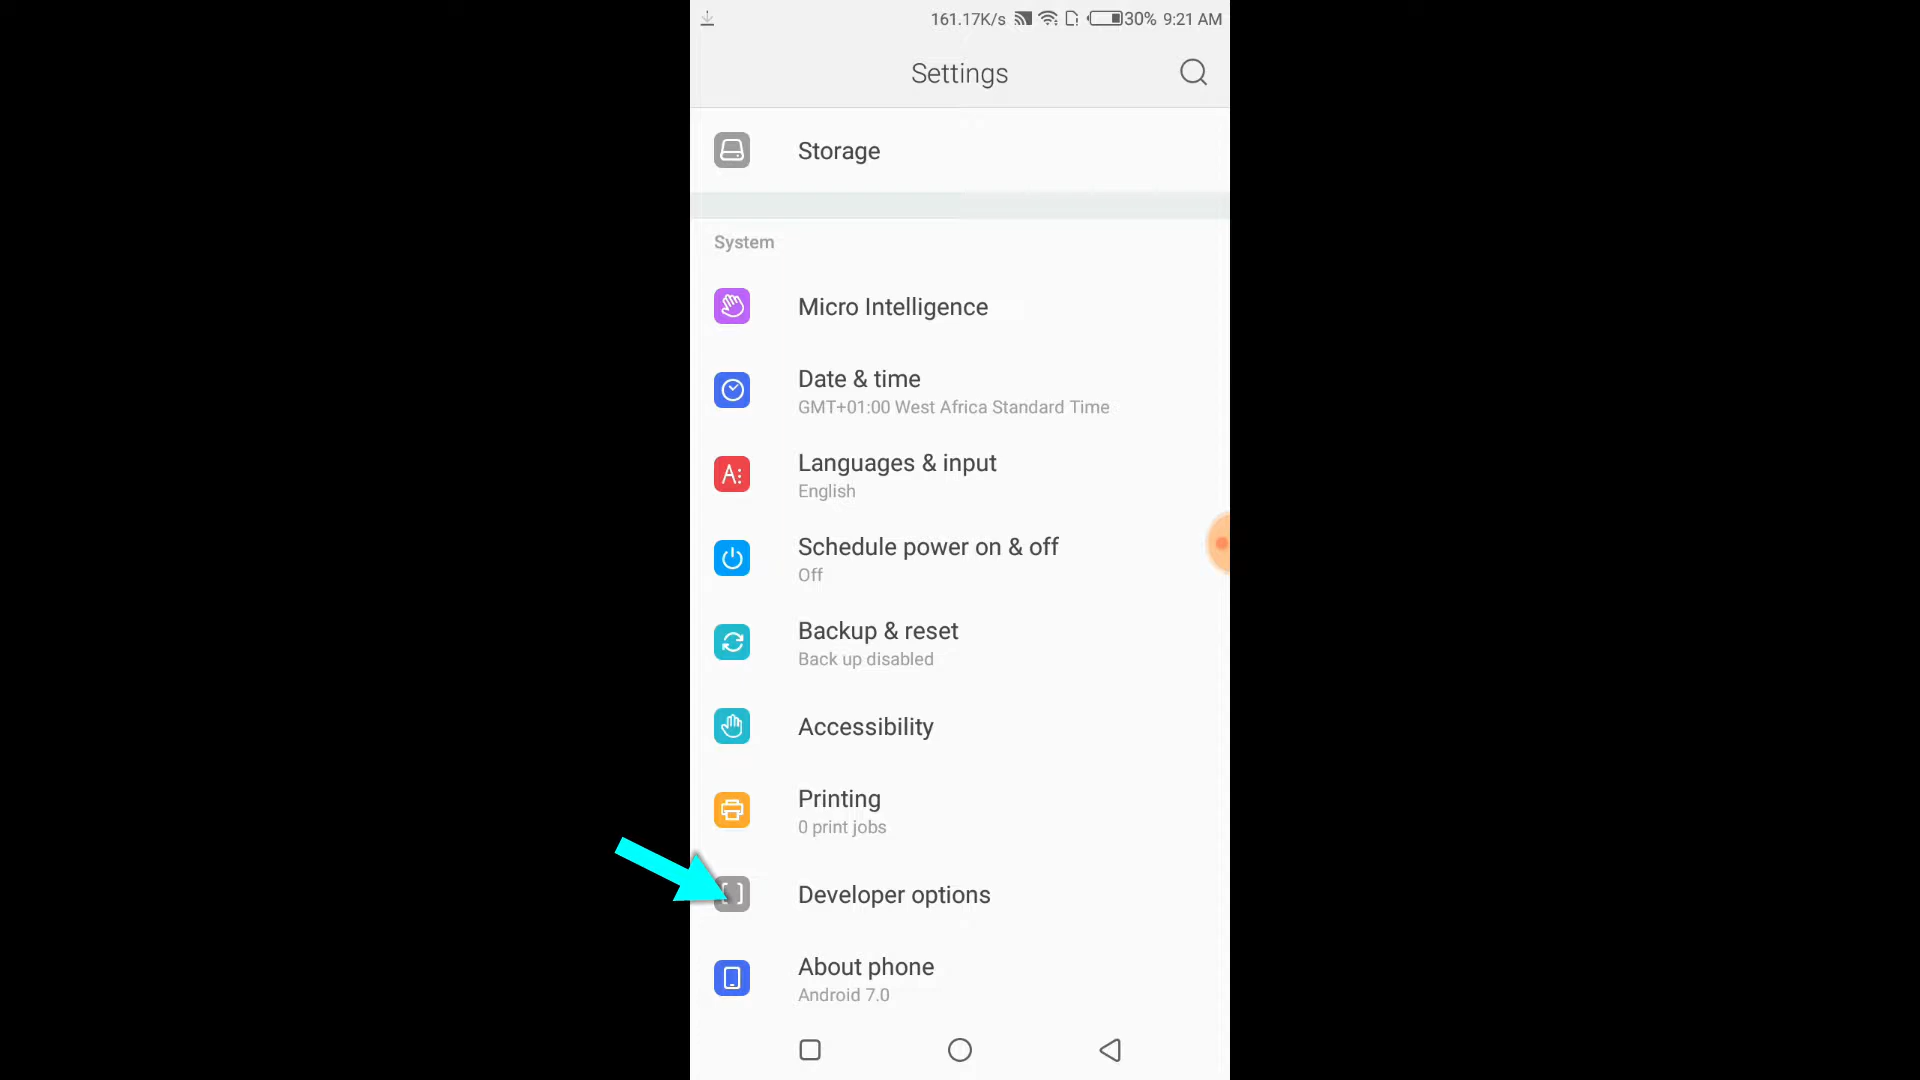 161.17K/s 30% 9:21 AM
Settings
Storage
System
Micro Intelligence
Date & time
GMT+01:00 West Africa Standard Time
A:
Languages & input
English
Schedule power on & off
Off
Backup & reset
Back up disabled
Accessibility
Printing
0 print jobs
Developer options
About phone
Android 7.0